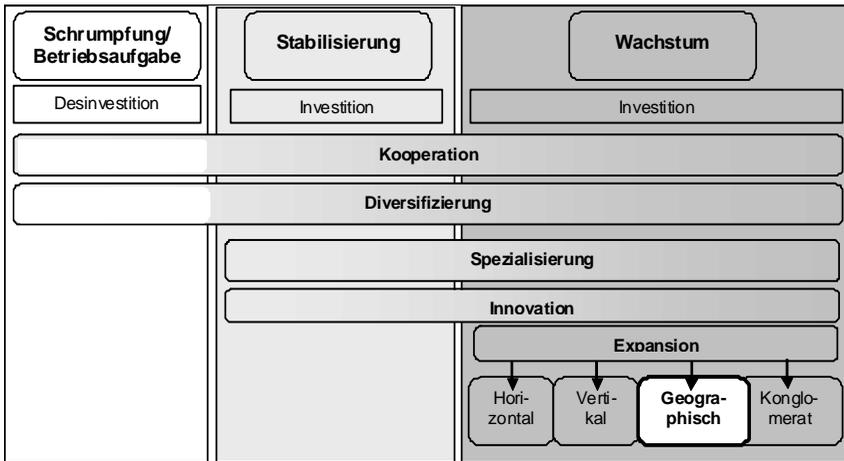 Schrumpfung/
Betriebsaufgabe
Stabilisierung
Wachstum
Desinvestition
Investition
Investition
Kooperation
Diversifizierung
Spezialisierung
Innovation
Expansion
Hori-
zontal
Verti-
kal
Geogra-
phisch
Konglo-
merat